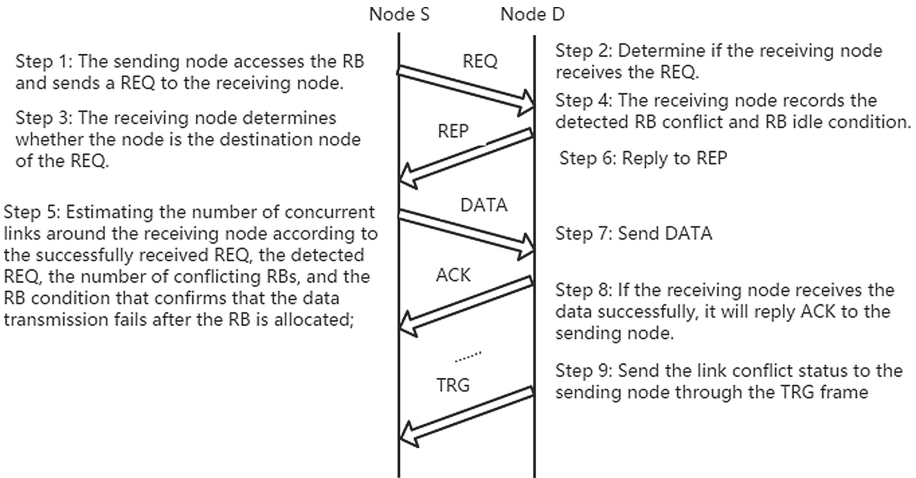 Node S
Node D
Step 1: The sending node accesses the RB
and sends a REQ to the receiving node.
REQ
Step 2: Determine if the receiving node
receives the REQ.
Step 3: The receiving node determines
whether the node is the destination node
of the REQ.
REP
Step 4: The receiving node records the
detected RB conflict and RB idle condition.
Step 6: Reply to REP
Step 5: Estimating the number of concurrent
links around the receiving node according to
the successfully received REQ, the detected
REQ, the number of conflicting RBs, and the
RB condition that confirms that the data
transmission fails after the RB is allocated;
DATA
Step 7: Send DATA
ACK
Step 8: If the receiving node receives the
data successfully, it will reply ACK to the
sending node.
......
TRG
Step 9: Send the link conflict status to the
sending node through the TRG frame